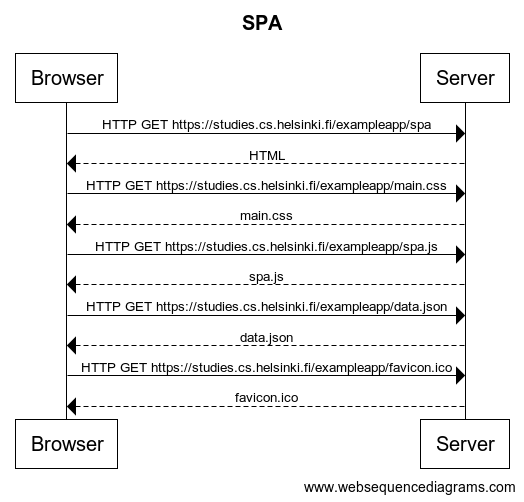 SPA
Browser
Server
HTTP GET https://studies.cs.helsinki.fi/exampleapp/spa
HTML
HTTP GET https://studies.cs.helsinki.fi/exampleapp/main.css
main.css
HTTP GET https://studies.cs.helsinki.fi/exampleapp/spa.js
spa.js
HTTP GET https://studies.cs.helsinki.fi/exampleapp/data.json
data.json
HTTP GET https://studies.cs.helsinki.fi/exampleapp/favicon.ico
favicon.ico
Browser
Server
www.websequencediagrams.com